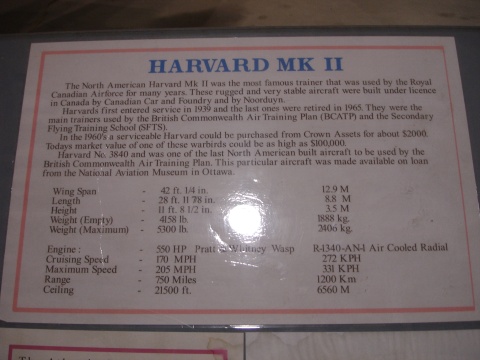 HARVARD MK II
The North American Harvard Mk II was the most famous trainer that was used by the Royal
Canadian Airforce for many years. These rugged and very stable aircraft were built under licence
in Canada by Canadian Car and Foundry and by Noorduyn.
Harvards first entered service in 1939 and the last ones were retired in 1965. They were the
main trainers used by the British Commonwealth Air Training Plan (BCATP) and the Secondary
Flying Training School (SFTS).
In the 1960's a serviceable Harvard could be purchased from Crown Assets for about $2000.
Todays market value of one of these warbirds could be as high as $100,000.
Harvard No. 3840 and was one of the last North American built aircraft to be used by the
British Commonwealth Air Training Plan. This particular aircraft was made available on loan
from the National Aviation Museum in Ottawa.
Wing Span - 42 ft. 1/4 in. 12.9 M
Length - 28 ft. 11 7/8 in. 8.8 M
Height - 11 ft. 8 1/2 in. 3.5 M
Weight (Empty) - 4158 lb. 1888 kg.
Weight (Maximum) - 5300 lb. 2406 kg.
Engine : - 550 HP Pratt Whitney Wasp R-1340-AN-1 Air Cooled Radial
Cruising Speed - 170 MPH 272 KPH
Maximum Speed - 205 MPH 331 KPH
Range - 750 Miles 1200 Km
Ceiling - 21500 ft. 6560 M